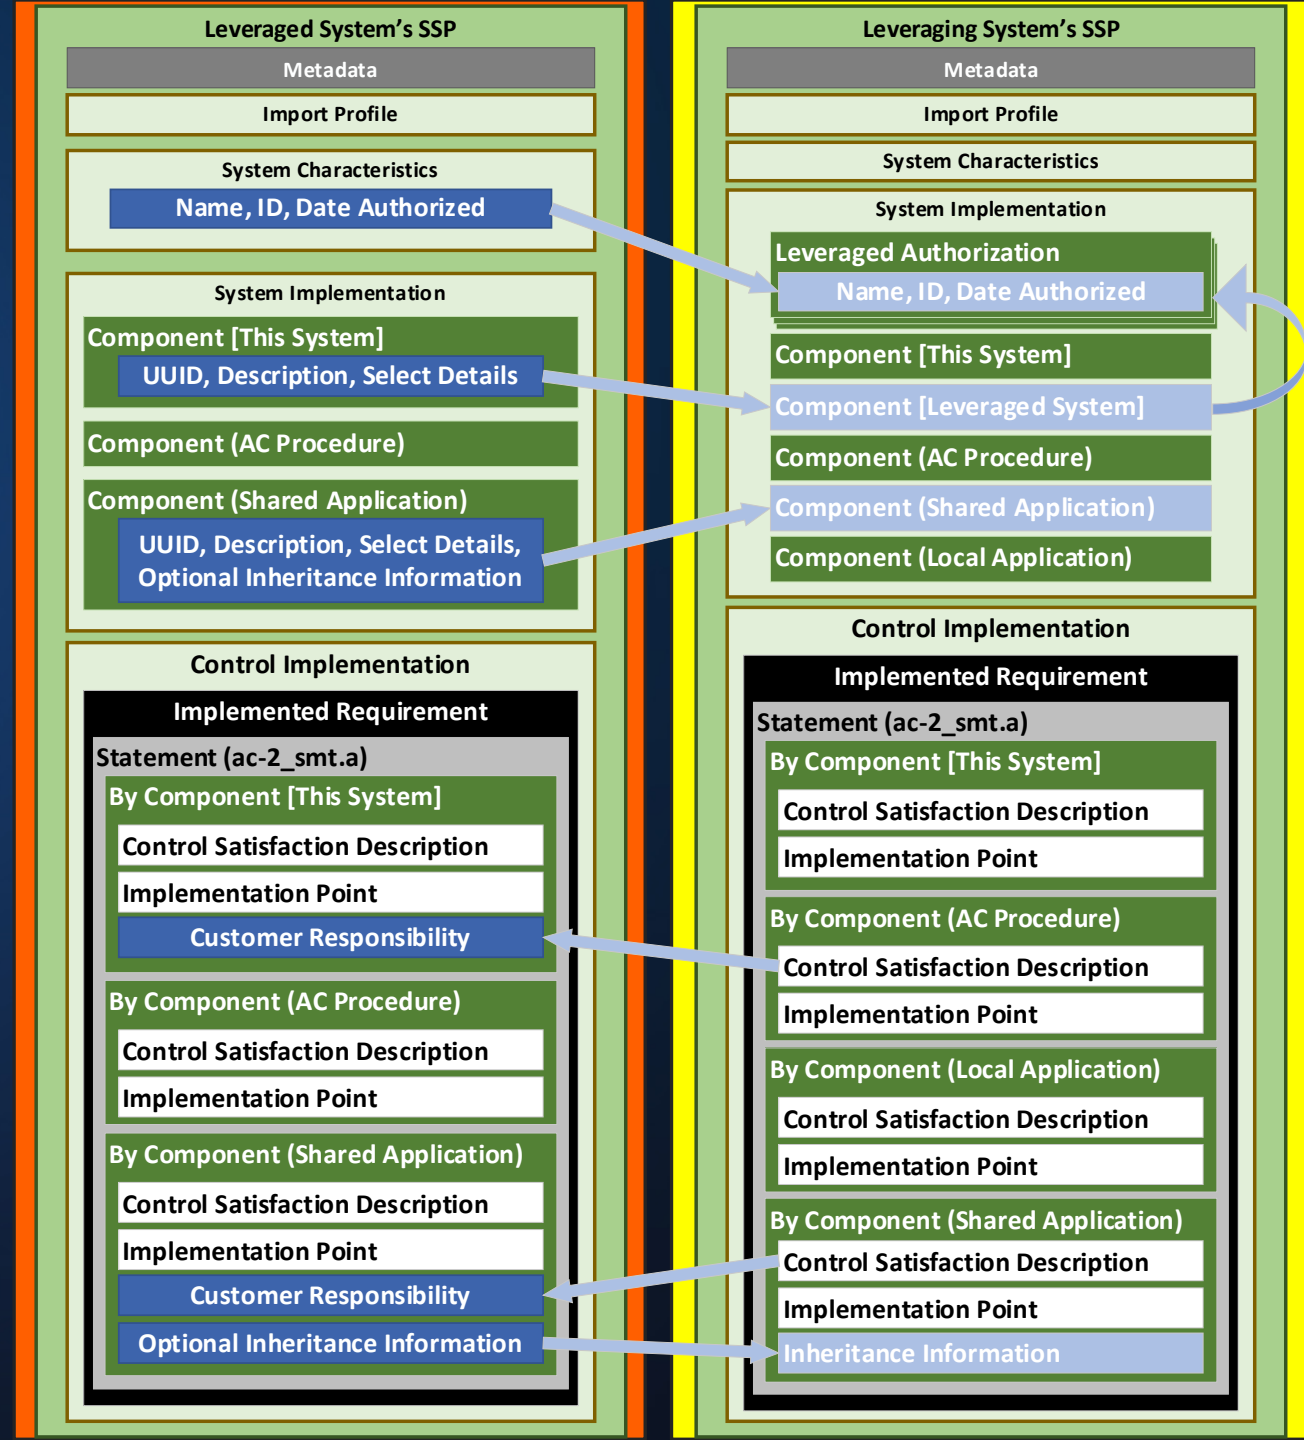 Leveraged System's SSP
Metadata
Import Profile
System Characteristics
Name, ID, Date Authorized
System Implementation
Component [This System]
UUID, Description, Select Details
Component (AC Procedure)
Component (Shared Application)
UUID, Description, Select Details,
Optional Inheritance Information
Control Implementation
Implemented Requirement
Statement (ac-2_smt.a)
By Component [This System]
Control Satisfaction Description
Implementation Point
Customer Responsibility
By Component (AC Procedure)
Control Satisfaction Description
Implementation Point
By Component (Shared Application)
Control Satisfaction Description
Implementation Point
Customer Responsibility
Optional Inheritance Information
Leveraging System's SSP
Metadata
Import Profile
System Characteristics
System Implementation
Leveraged Authorization
Name, ID, Date Authorized
Component [This System]
Component [Leveraged System]
Component (AC Procedure)
Component (Shared Application)
Component (Local Application)
Control Implementation
Implemented Requirement
Statement (ac-2_smt.a)
By Component [This System]
Control Satisfaction Description
Implementation Point
By Component (AC Procedure)
Control Satisfaction Description
Implementation Point
By Component (Local Application)
Control Satisfaction Description
Implementation Point
By Component (Shared Application)
Control Satisfaction Description
Implementation Point
Inheritance Information